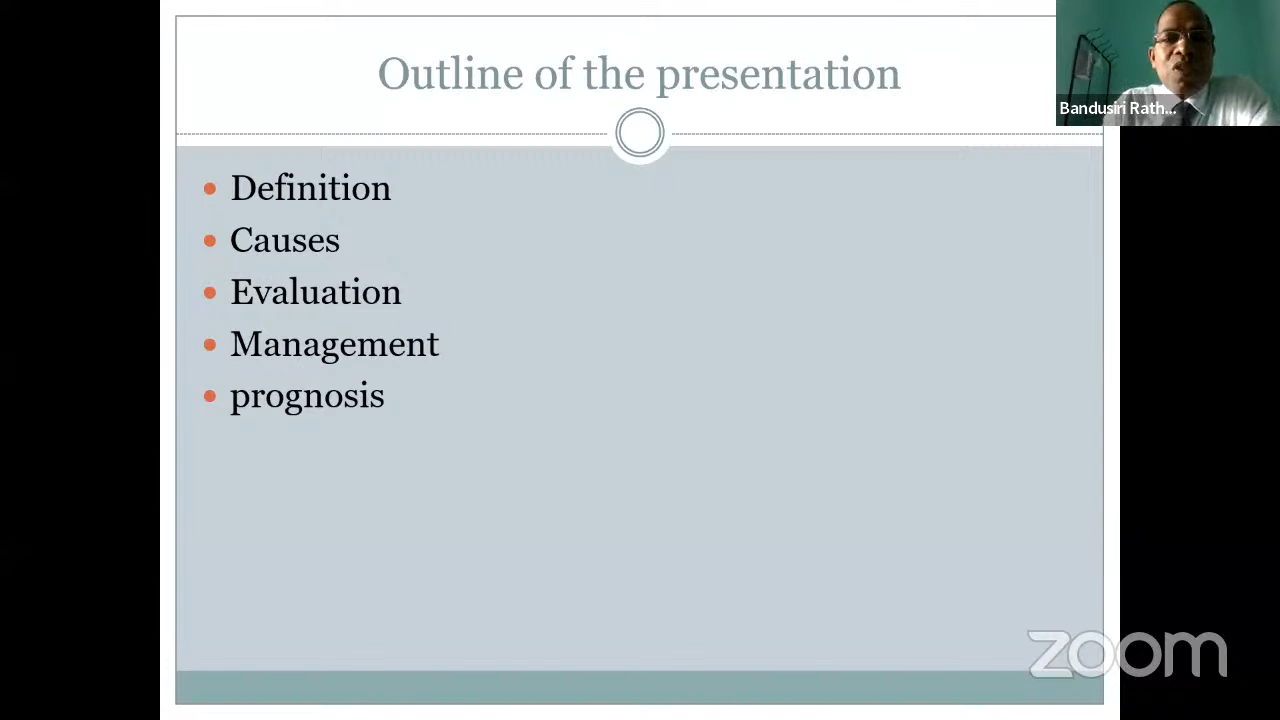 Outline of the presentation
Bandusiri Rath...
Definition
Causes
Evaluation
Management
prognosis
zoom